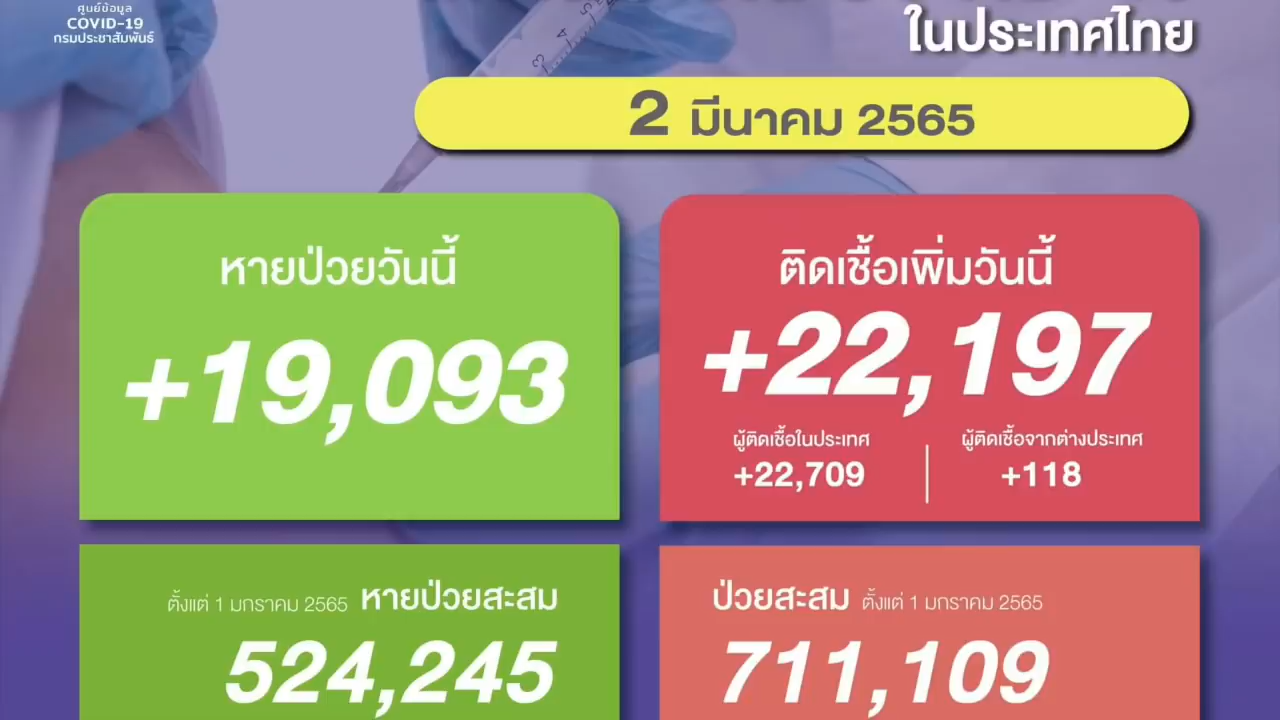 ศูนย์ข้อมูล
COVID-19
กรมประชาสัมพันธ์
ในประเทศไทย
2 มีนาคม 2565
หายป่วยวันนี้
+19,093
ติดเชื้อเพิ่มวันนี้
+22,197
ผู้ติดเชื้อในประเทศ
+22,709
ผู้ติดเชื้อจากต่างประเทศ
+118
ตั้งแต่ 1 มกราคม 2565 หายป่วยสะสม
524,245
ป่วยสะสม ตั้งแต่ 1 มกราคม 2565
711,109